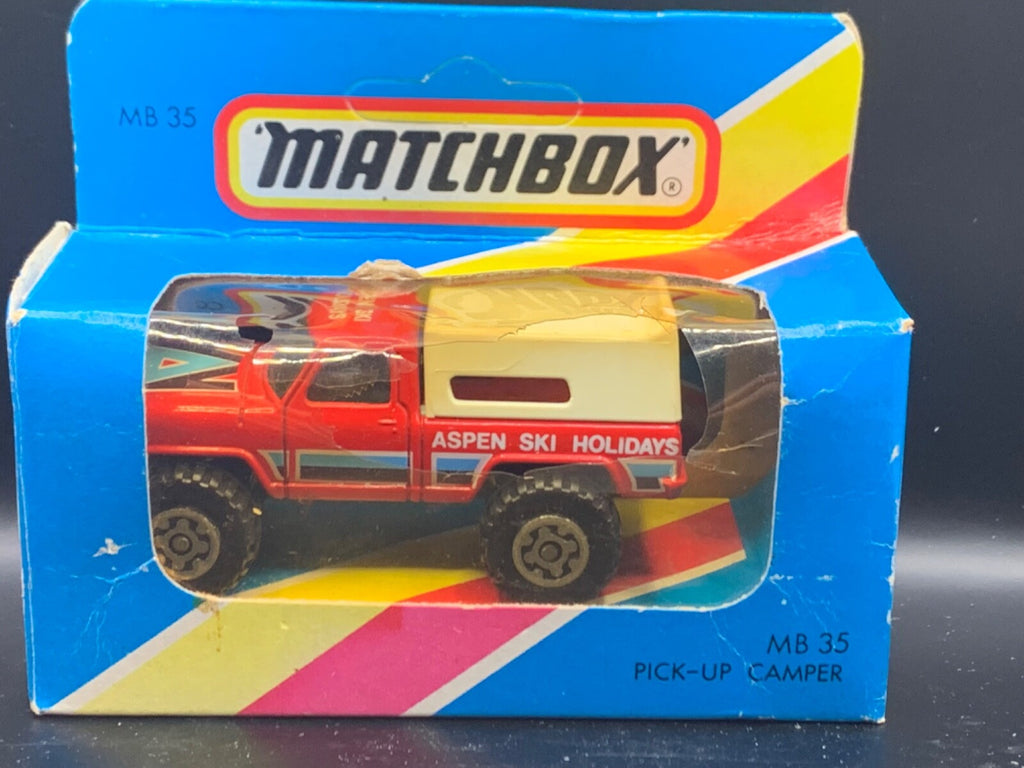 MB 35
'MATCHBOX'®
ASPEN SKI HOLIDAYS
MB 35
PICK-UP CAMPER